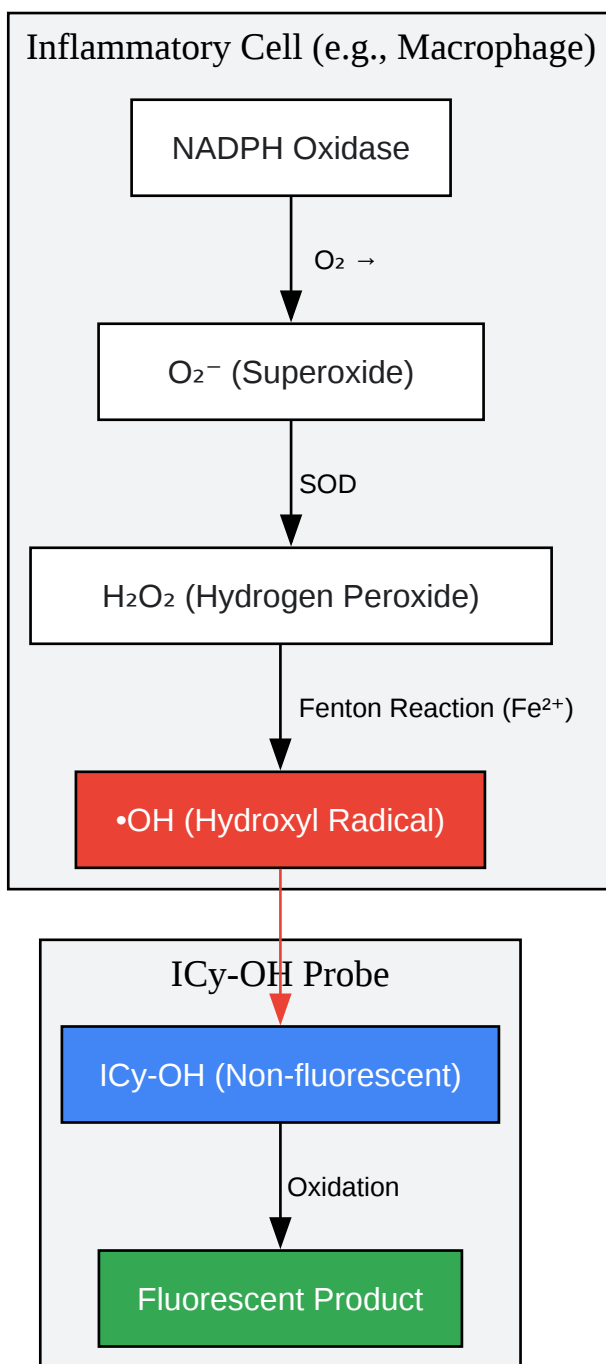 Inflammatory Cell (e.g., Macrophage)
NADPH Oxidase
O₂ →
O₂⁻ (Superoxide)
SOD
H₂O₂ (Hydrogen Peroxide)
Fenton Reaction (Fe²⁺)
•OH (Hydroxyl Radical)
ICy-OH Probe
ICy-OH (Non-fluorescent)
Oxidation
Fluorescent Product